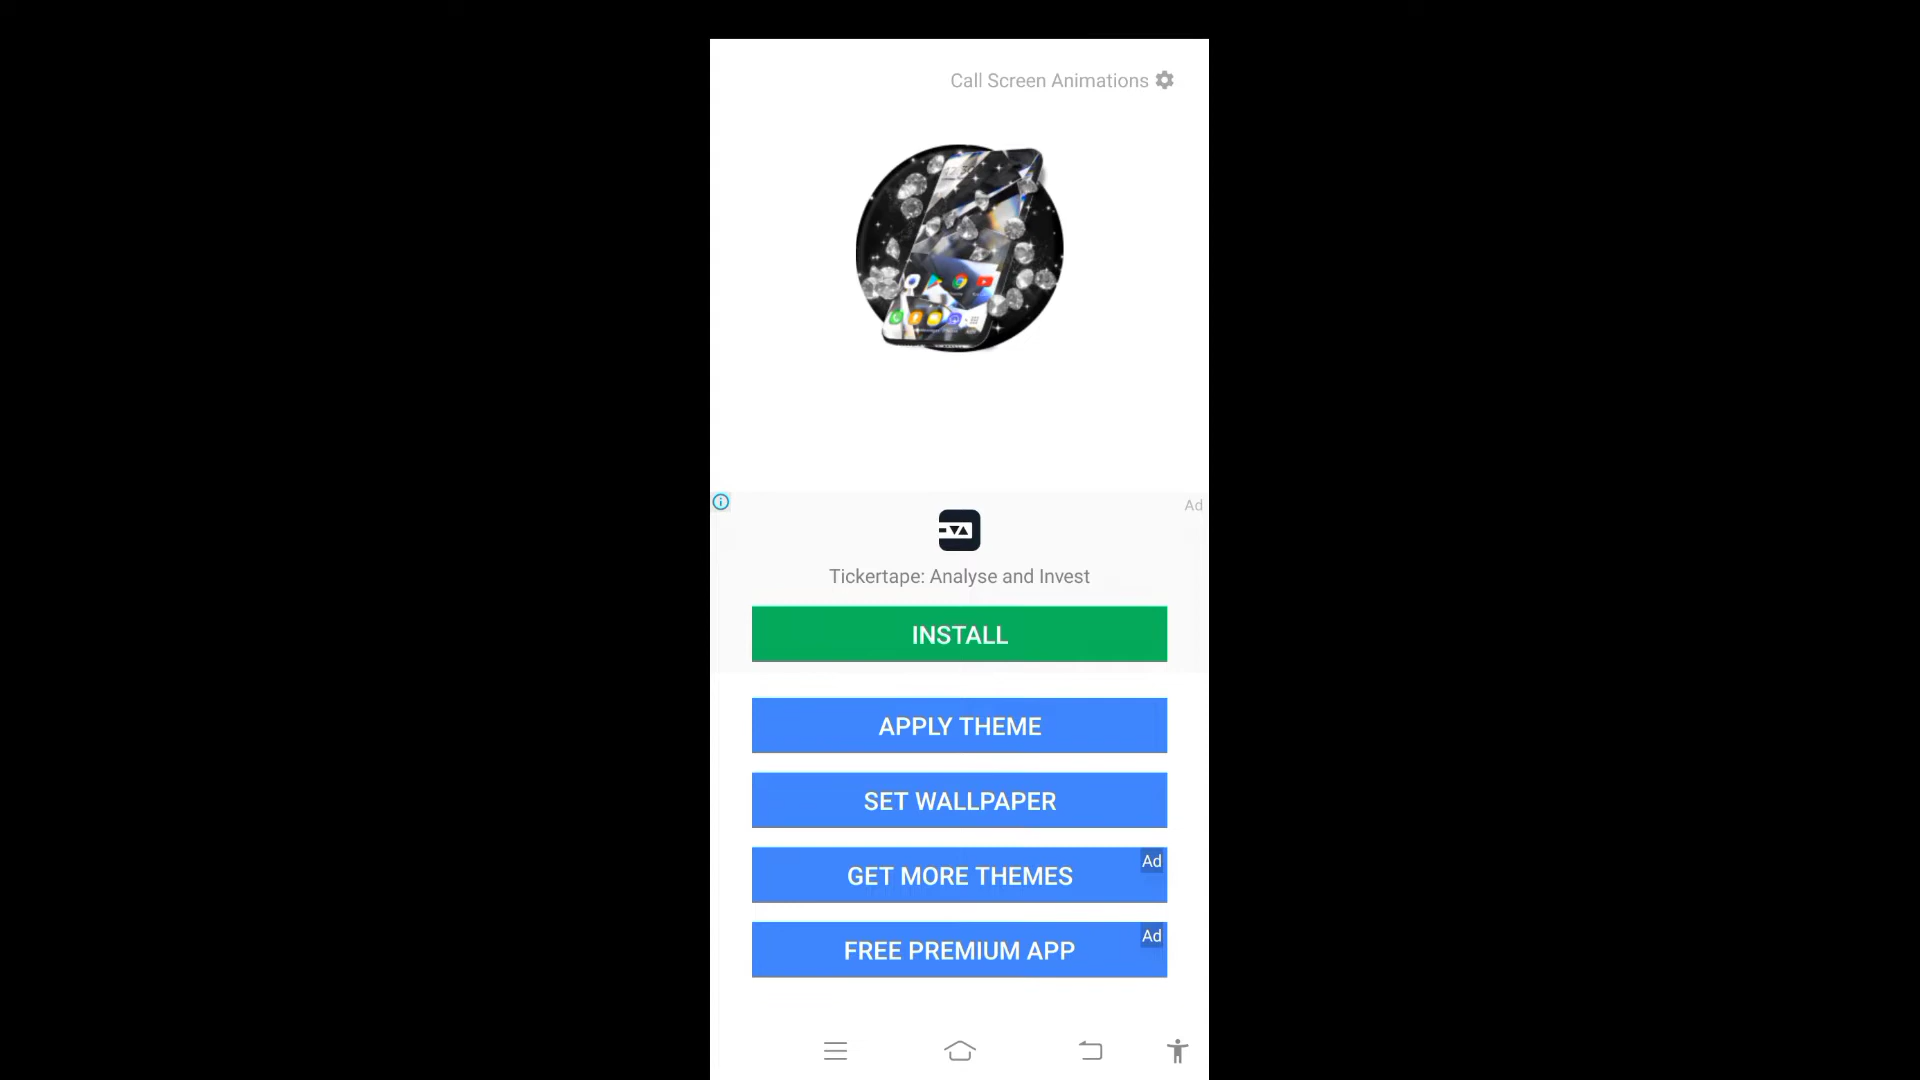 Call Screen Animations
Ad
Tickertape: Analyse and Invest
INSTALL
APPLY THEME
SET WALLPAPER
Ad
GET MORE THEMES
Ad
FREE PREMIUM APP